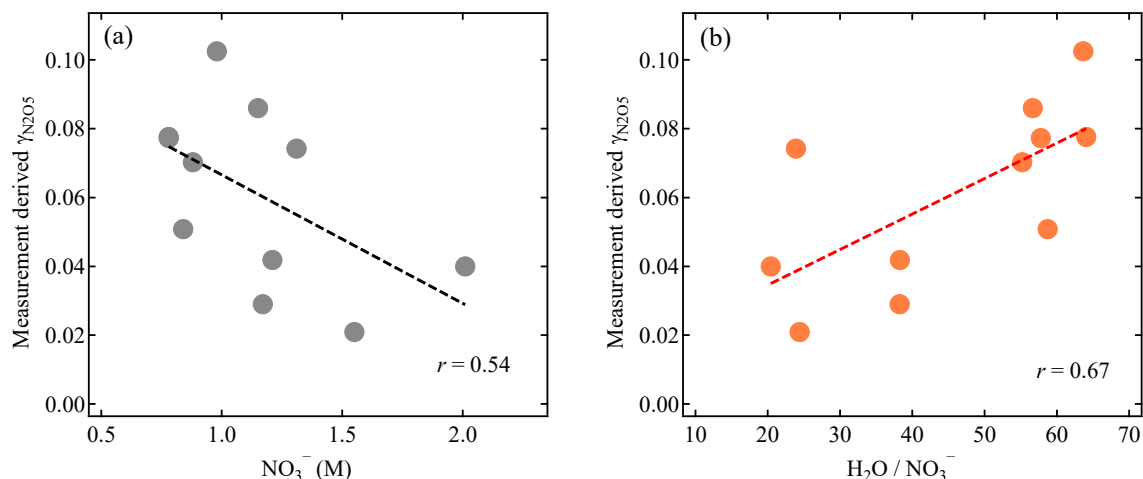 (a)
Measurement derived γN2O5
0.10
0.08
0.06
0.04
0.02
0.00
r = 0.54
0.5 1.0 1.5 2.0
NO₃⁻ (M)
(b)
Measurement derived γN2O5
0.10
0.08
0.06
0.04
0.02
0.00
r = 0.67
10 20 30 40 50 60 70
H₂O / NO₃⁻